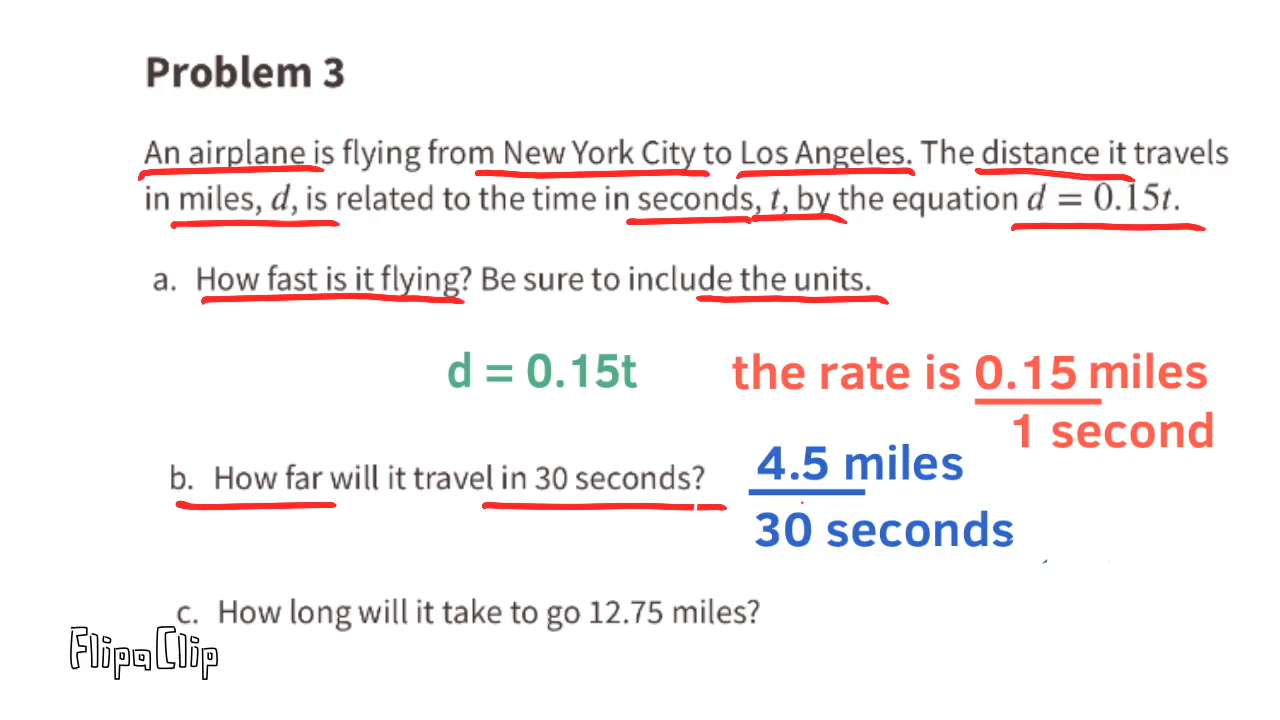 Problem 3
An airplane is flying from New York City to Los Angeles. The distance it travels
in miles, d, is related to the time in seconds, t, by the equation d = 0.15t.
a. How fast is it flying? Be sure to include the units.
d = 0.15t
the rate is 0.15 miles
1 second
b. How far will it travel in 30 seconds?
4.5 miles
30 seconds
c. How long will it take to go 12.75 miles?
FlipaClip